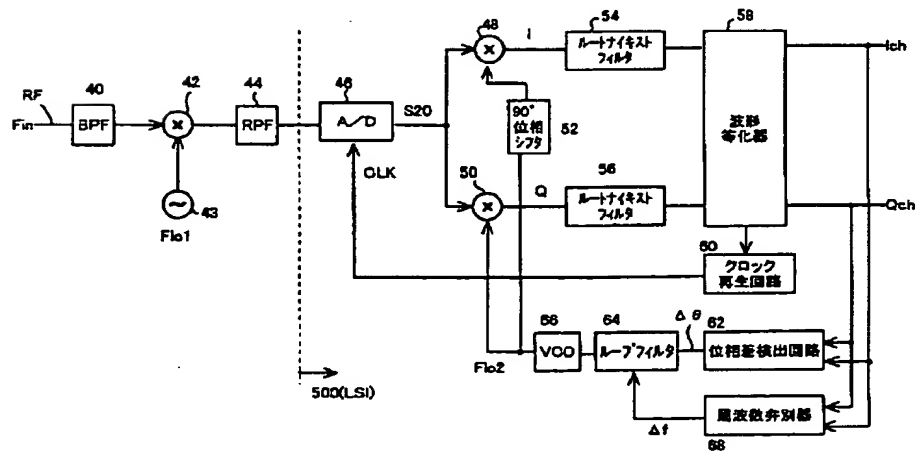 RF
Fin
40
BPF
42
×
~
43
Flo1
44
RPF
46
A/D
S20
CLK
500(LSI)
48
×
I
90°
位相
シフタ
52
50
×
Q
54
ルートナイキスト
フィルタ
56
ルートナイキスト
フィルタ
58
波形
等化器
Ich
Qch
60
クロック
再生回路
Flo2
66
VCO
64
ループフィルタ
Δθ
62
位相差検出回路
Δf
周波数弁別器
68